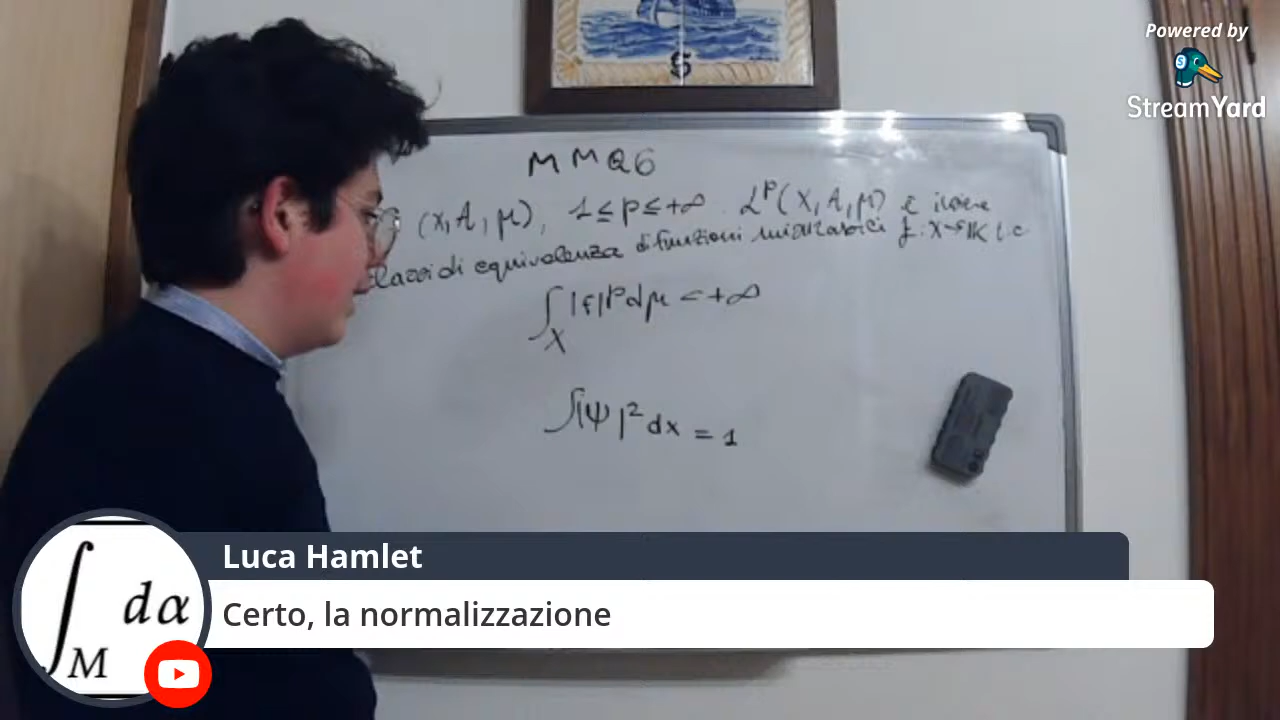 Powered by
StreamYard
MMQ6
(X, A, μ), 1 ≤ p ≤ +∞. L^p(X, A, μ) è insieme
classi di equivalenza di funzioni misurabili f: X→K t.c
∫_X |f|^p dμ < +∞
∫|ψ|² dx = 1
Luca Hamlet
Certo, la normalizzazione
∫_M dα